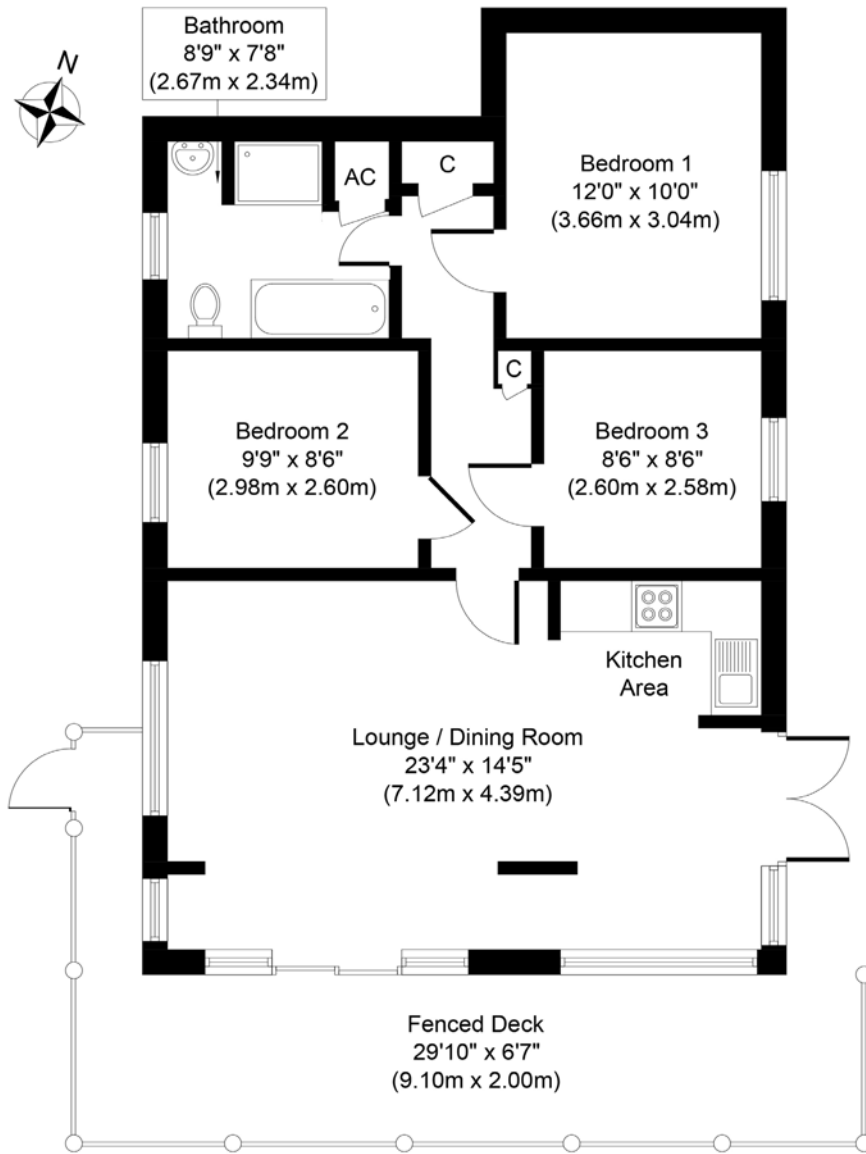 Bathroom
8'9" x 7'8"
(2.67m x 2.34m)
N
AC
C
Bedroom 1
12'0" x 10'0"
(3.66m x 3.04m)
C
Bedroom 2
9'9" x 8'6"
(2.98m x 2.60m)
Bedroom 3
8'6" x 8'6"
(2.60m x 2.58m)
Kitchen
Area
Lounge / Dining Room
23'4" x 14'5"
(7.12m x 4.39m)
Fenced Deck
29'10" x 6'7"
(9.10m x 2.00m)